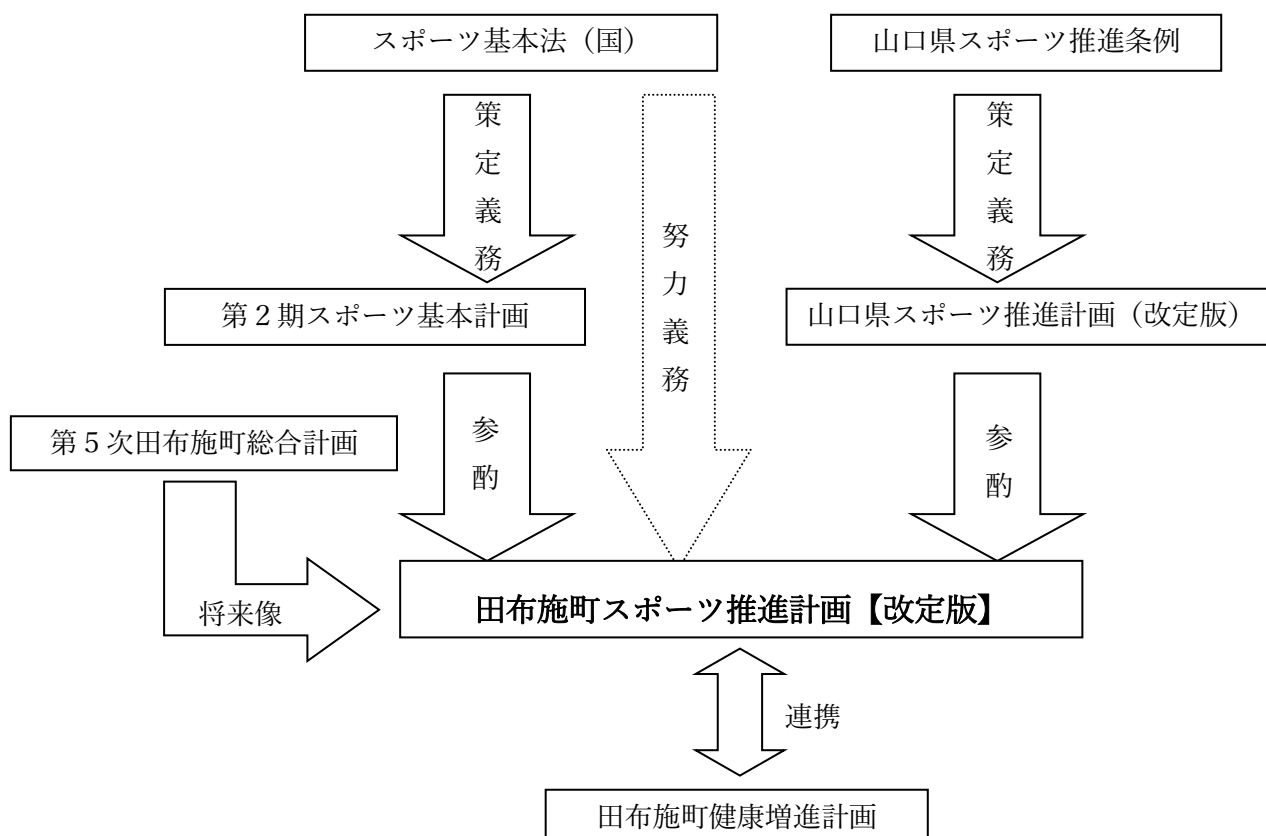 スポーツ基本法（国）
山口県スポーツ推進条例
策定義務
努力義務
策定義務
第２期スポーツ基本計画
山口県スポーツ推進計画（改定版）
第５次田布施町総合計画
参酌
参酌
将来像
田布施町スポーツ推進計画【改定版】
連携
田布施町健康増進計画